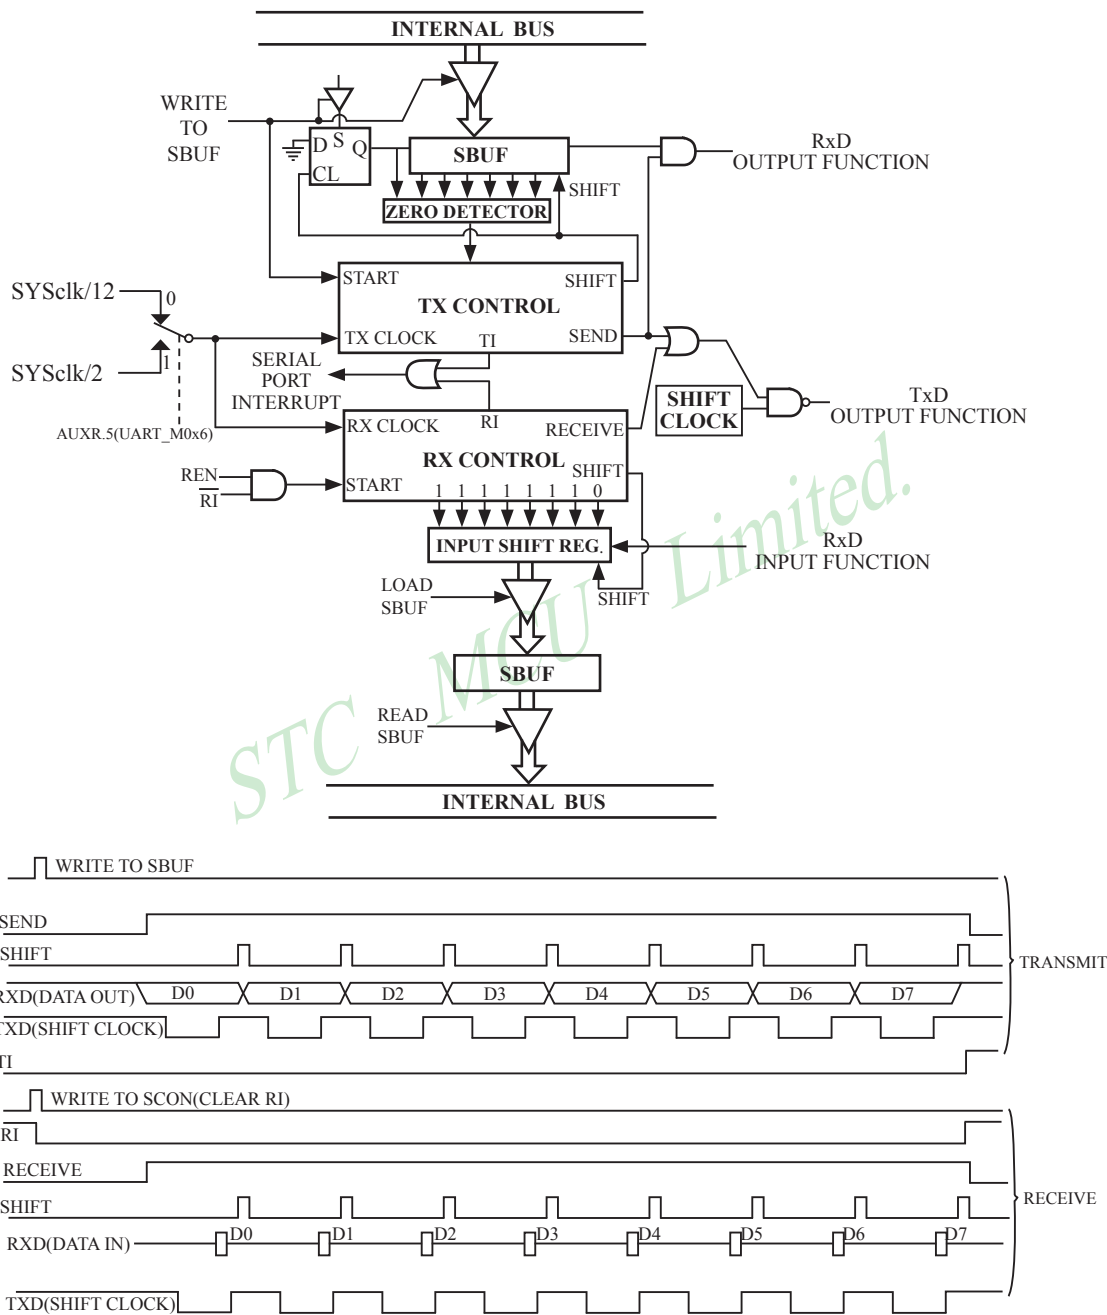 INTERNAL BUS
WRITE
TO
SBUF
D S Q
CL
SBUF
SHIFT
ZERO DETECTOR
RxD
OUTPUT FUNCTION
START
SHIFT
TX CONTROL
TX CLOCK
TI
SEND
SYSclk/12
0
SYSclk/2
1
AUXR.5(UART_M0x6)
SERIAL
PORT
INTERRUPT
SHIFT
CLOCK
TxD
OUTPUT FUNCTION
RX CLOCK
RI
RECEIVE
RX CONTROL
SHIFT
START
1 1 1 1 1 1 1 0
REN
RI
INPUT SHIFT REG.
RxD
INPUT FUNCTION
LOAD
SBUF
SHIFT
SBUF
READ
SBUF
INTERNAL BUS
STC MCU Limited.
WRITE TO SBUF
SEND
SHIFT
RXD(DATA OUT) D0 D1 D2 D3 D4 D5 D6 D7
TXD(SHIFT CLOCK)
TI
TRANSMIT
WRITE TO SCON(CLEAR RI)
RI
RECEIVE
SHIFT
RXD(DATA IN) D0 D1 D2 D3 D4 D5 D6 D7
TXD(SHIFT CLOCK)
RECEIVE